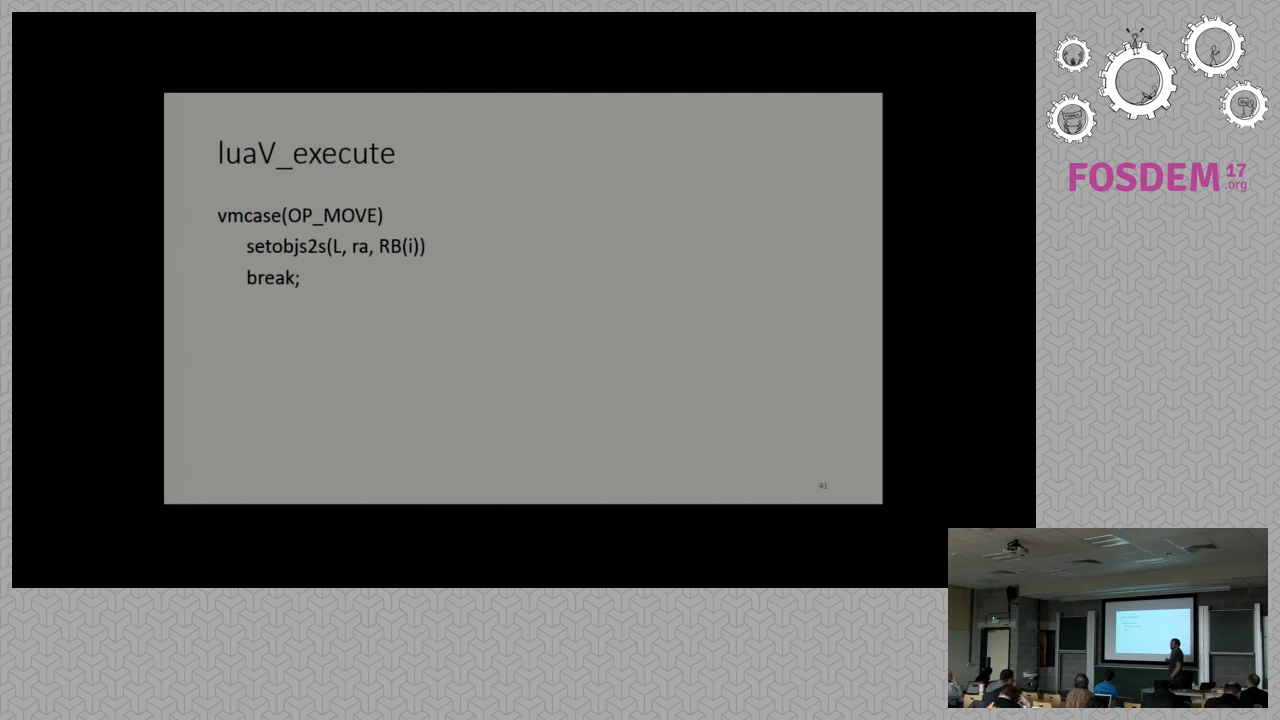 luaV_execute
vmcase(OP_MOVE)
setobjs2s(L, ra, RB(i))
break;
41
FOSDEM 17
.org